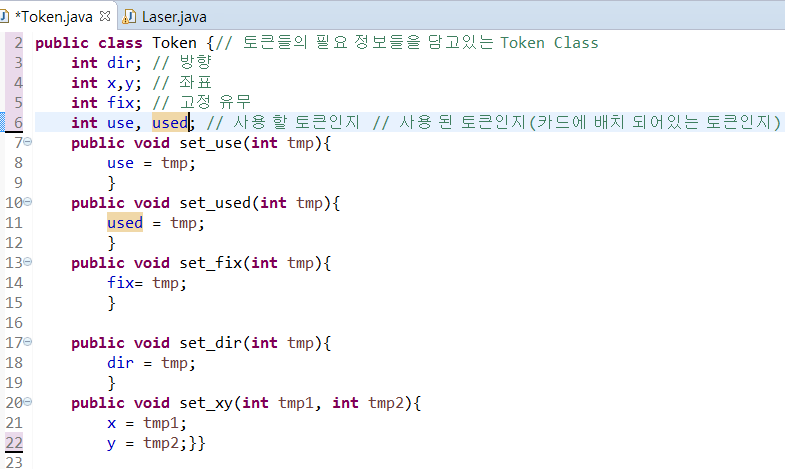 *Token.java Laser.java
2 public class Token {// 토큰들의 필요 정보들을 담고있는 Token Class
3 int dir; // 방향
4 int x,y; // 좌표
5 int fix; // 고정 유무
6 int use, used; // 사용 할 토큰인지 // 사용 된 토큰인지(카드에 배치 되어있는 토큰인지)
7 public void set_use(int tmp){
8 use = tmp;
9 }
10 public void set_used(int tmp){
11 used = tmp;
12 }
13 public void set_fix(int tmp){
14 fix= tmp;
15 }
16
17 public void set_dir(int tmp){
18 dir = tmp;
19 }
20 public void set_xy(int tmp1, int tmp2){
21 x = tmp1;
22 y = tmp2;}}
23